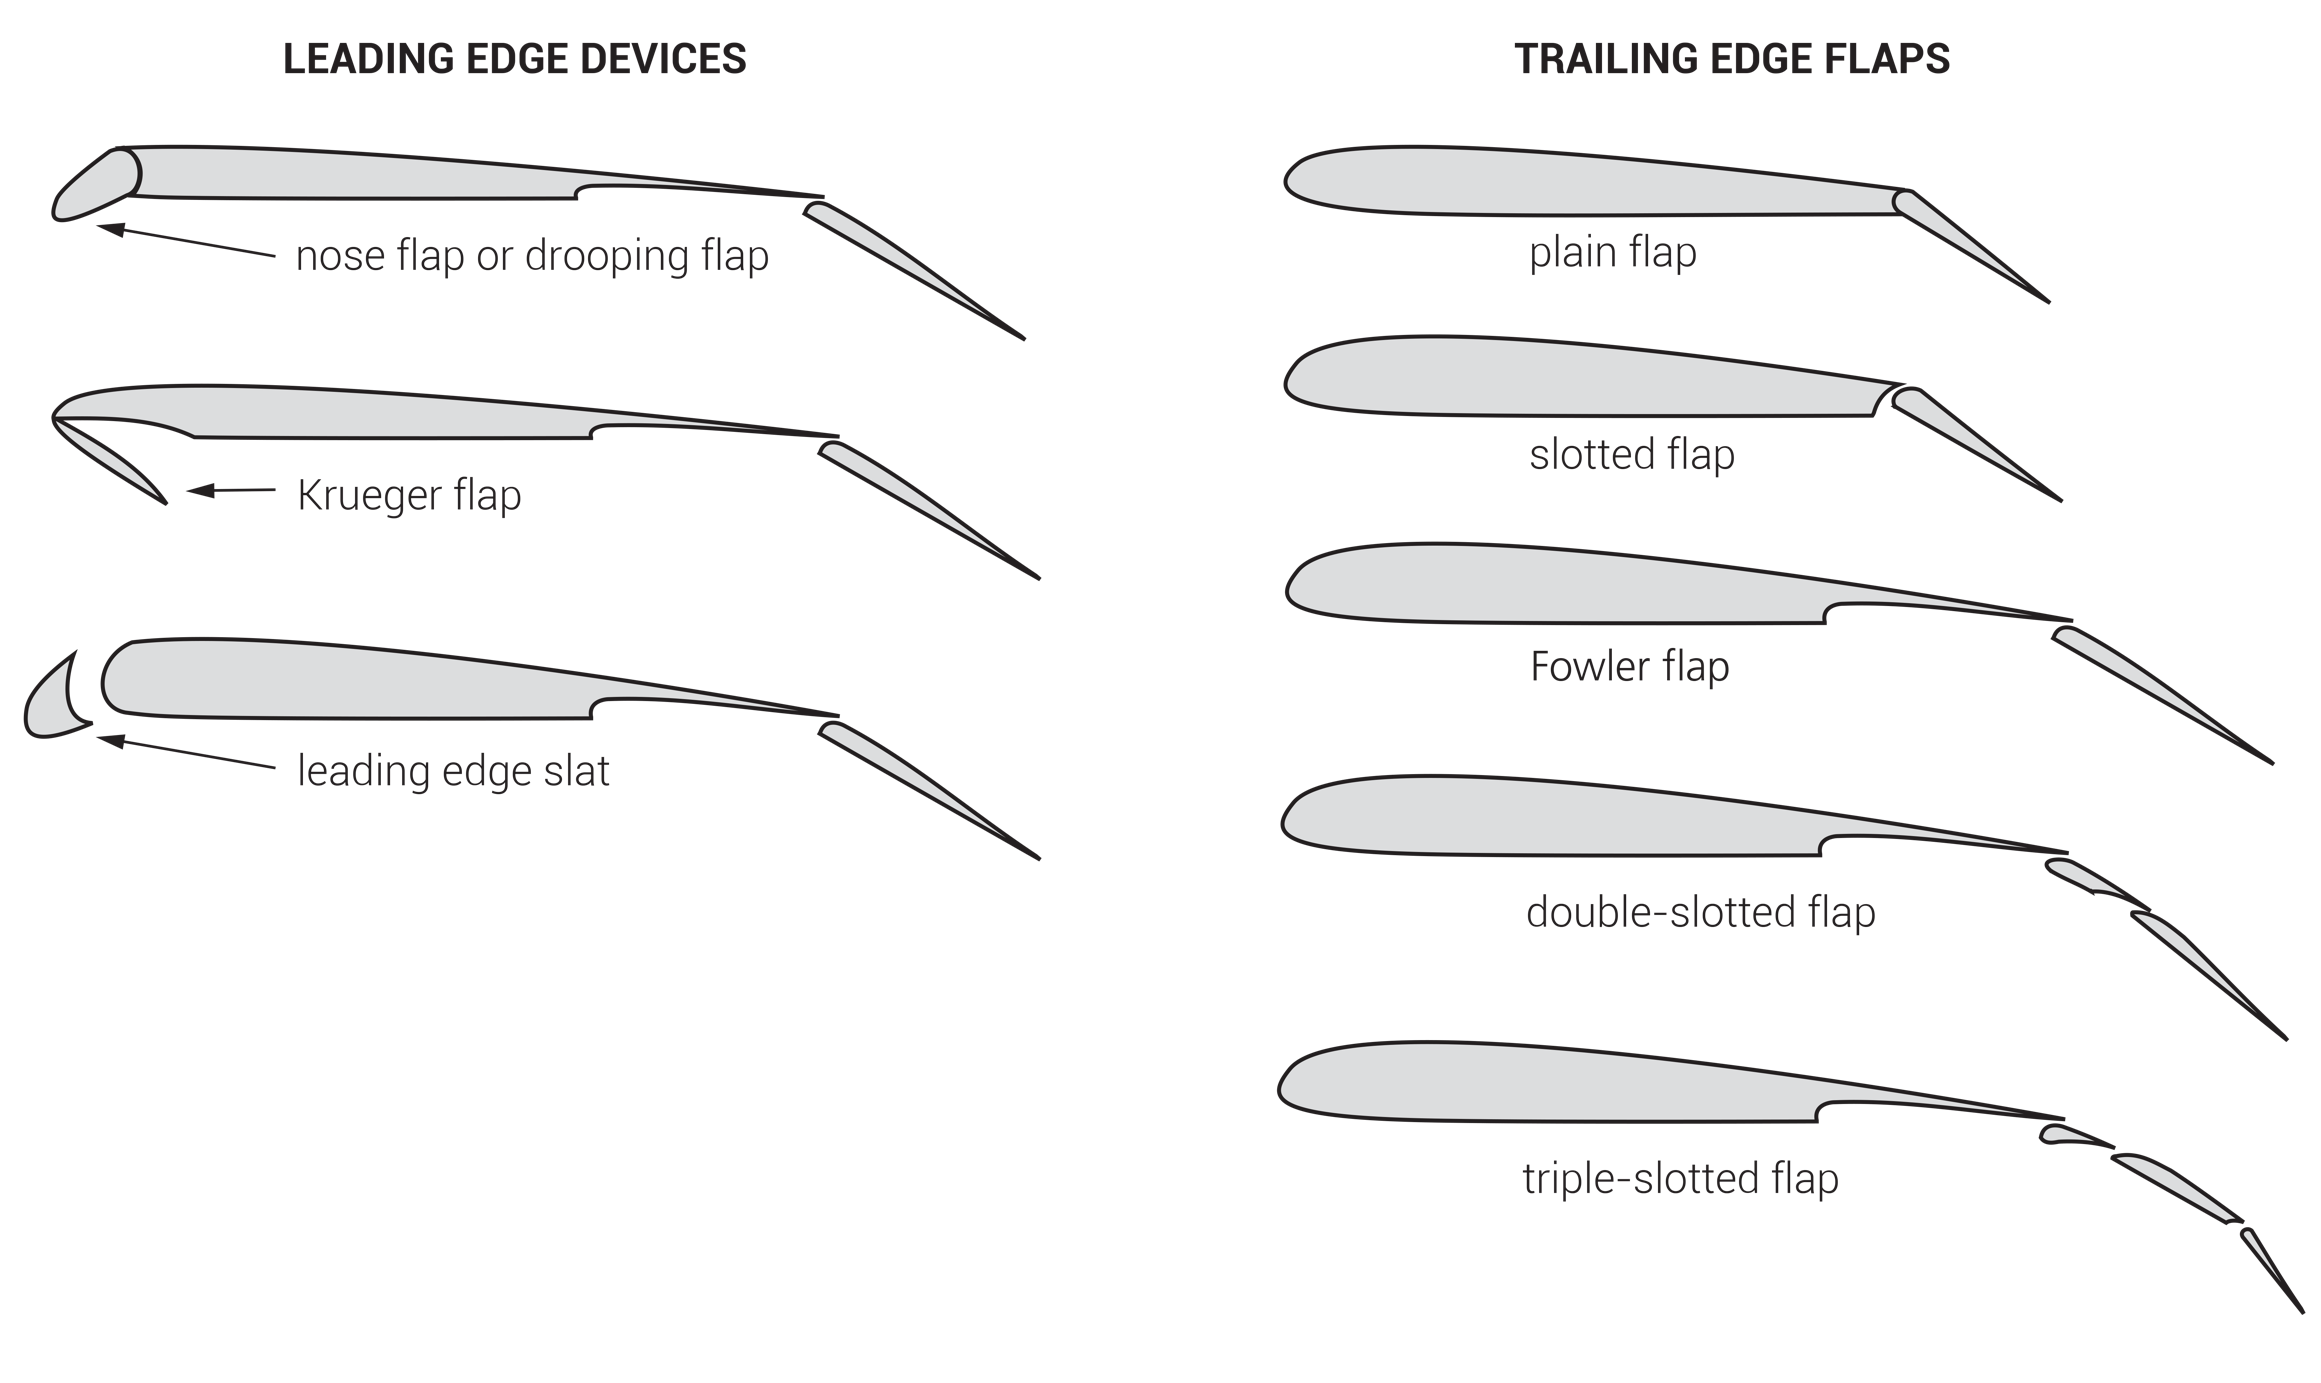 LEADING EDGE DEVICES
nose flap or drooping flap
Krueger flap
leading edge slat
TRAILING EDGE FLAPS
plain flap
slotted flap
Fowler flap
double-slotted flap
triple-slotted flap